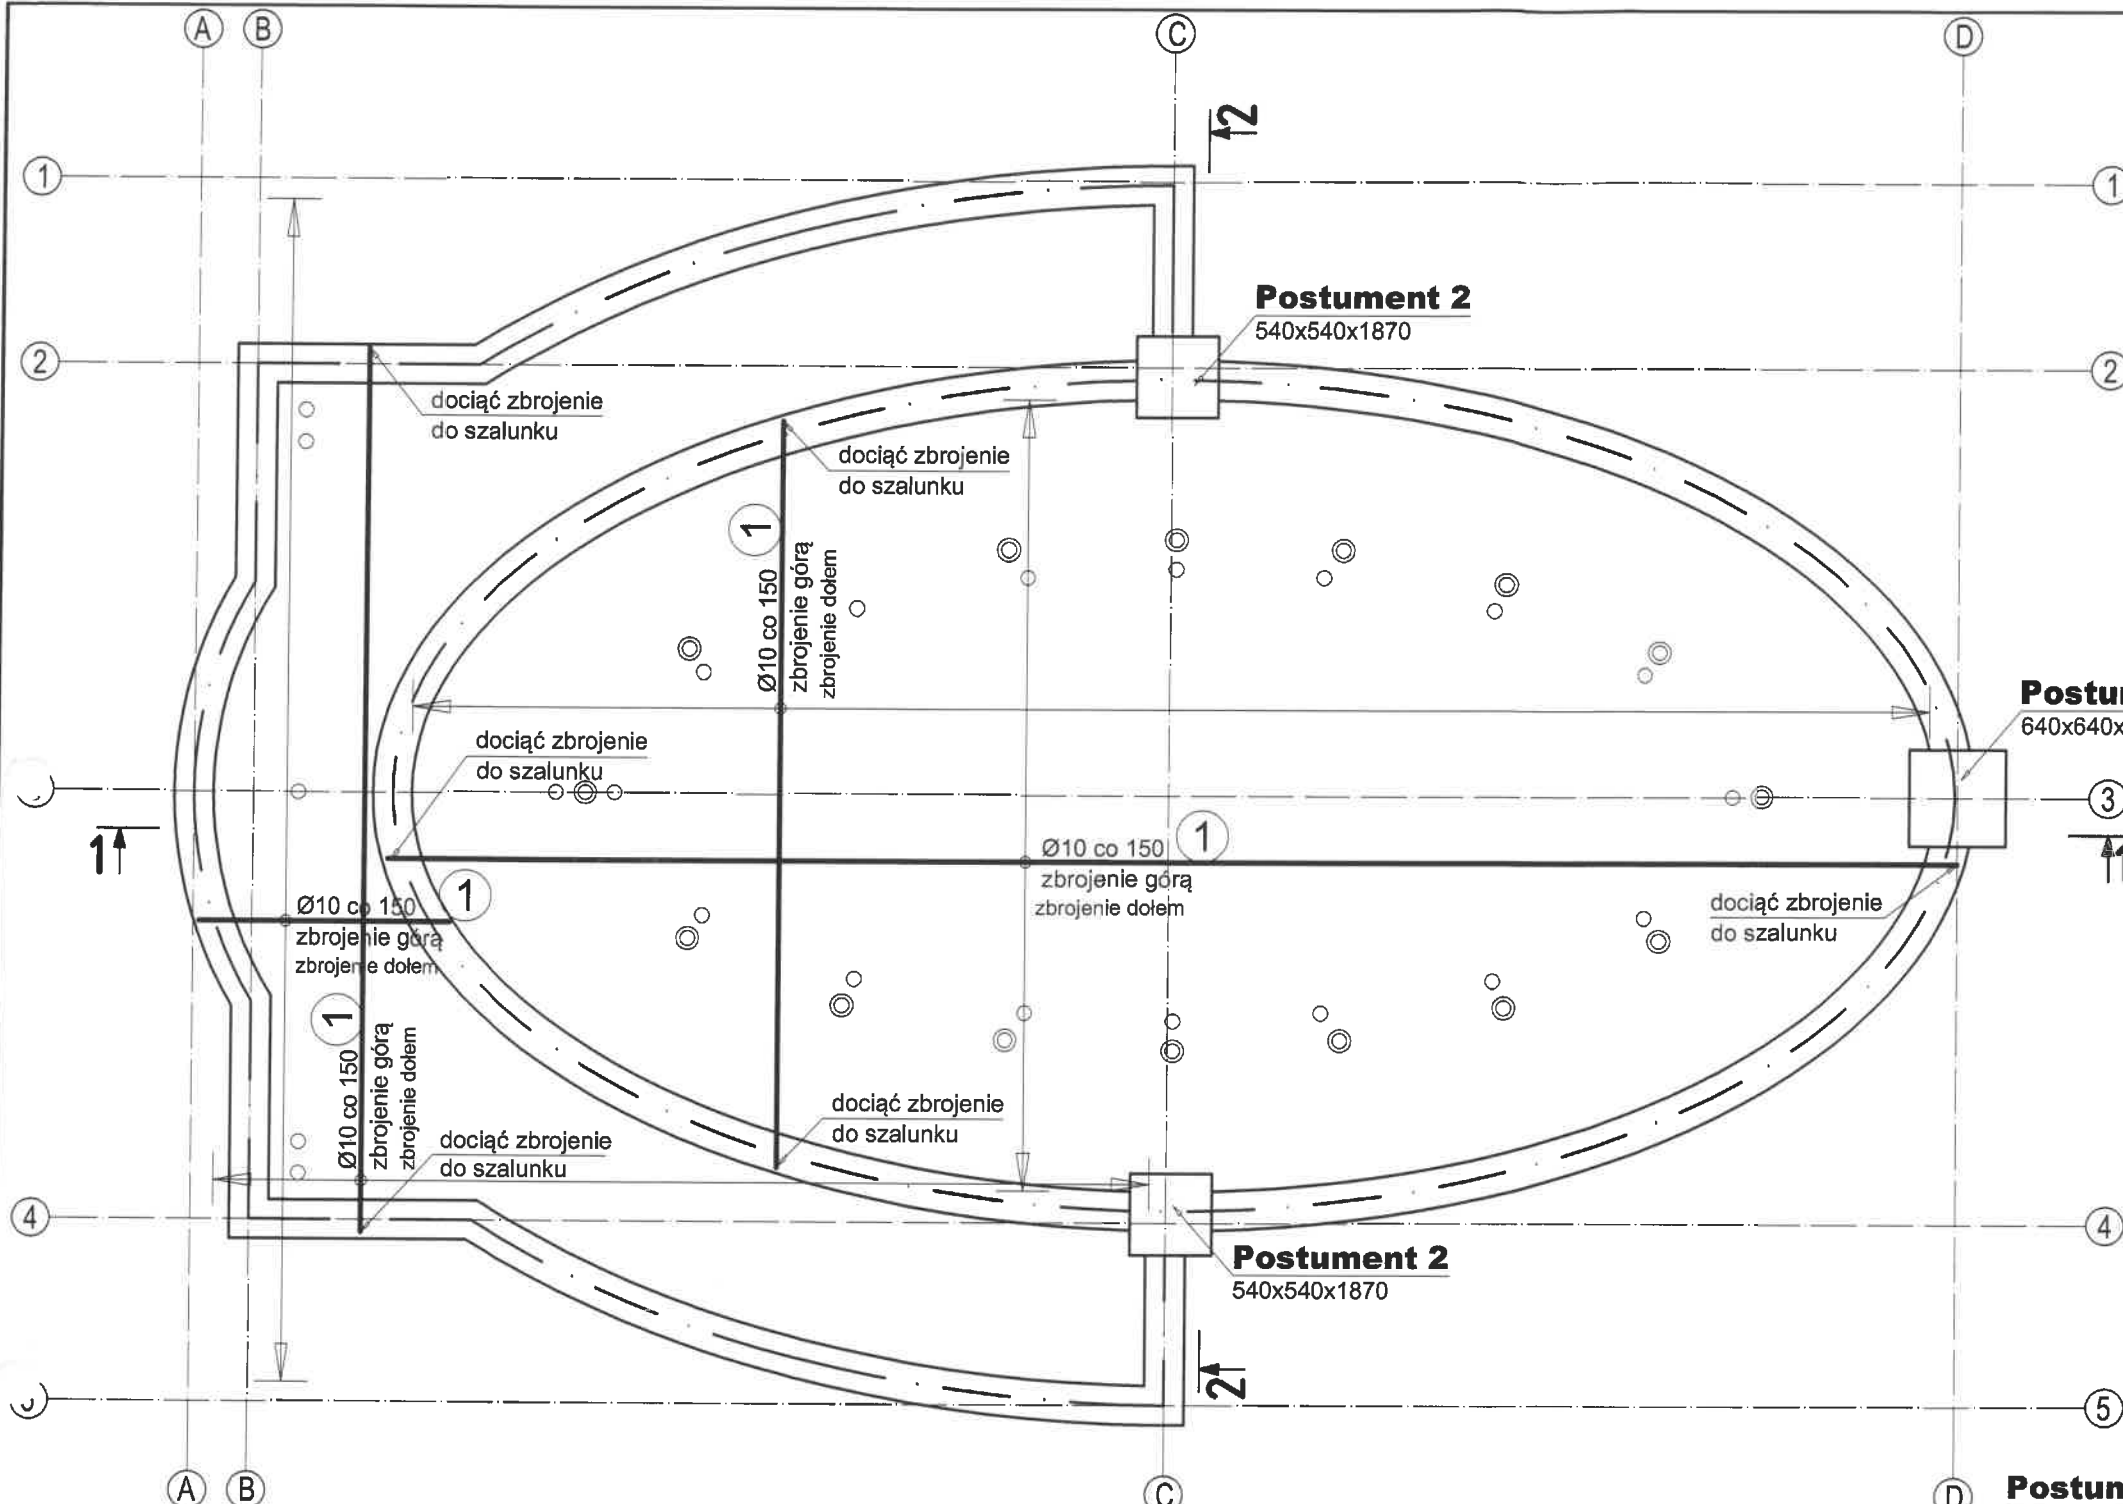 A
B
C
D
2
1
1
Postument 2
540x540x1870
2
2
dociąć zbrojenie
do szalunku
dociąć zbrojenie
do szalunku
1
Ø10 co 150
zbrojenie górą
zbrojenie dołem
640x640x
dociąć zbrojenie
do szalunku
3
1
1
Ø10 co 150
zbrojenie górą
zbrojenie dołem
1
Ø10 co 150
zbrojenie górą
zbrojenie dołem
dociąć zbrojenie
do szalunku
1
Ø10 co 150
zbrojenie górą
zbrojenie dołem
dociąć zbrojenie
do szalunku
dociąć zbrojenie
do szalunku
4
4
Postument 2
540x540x1870
2
5
A
B
C
D